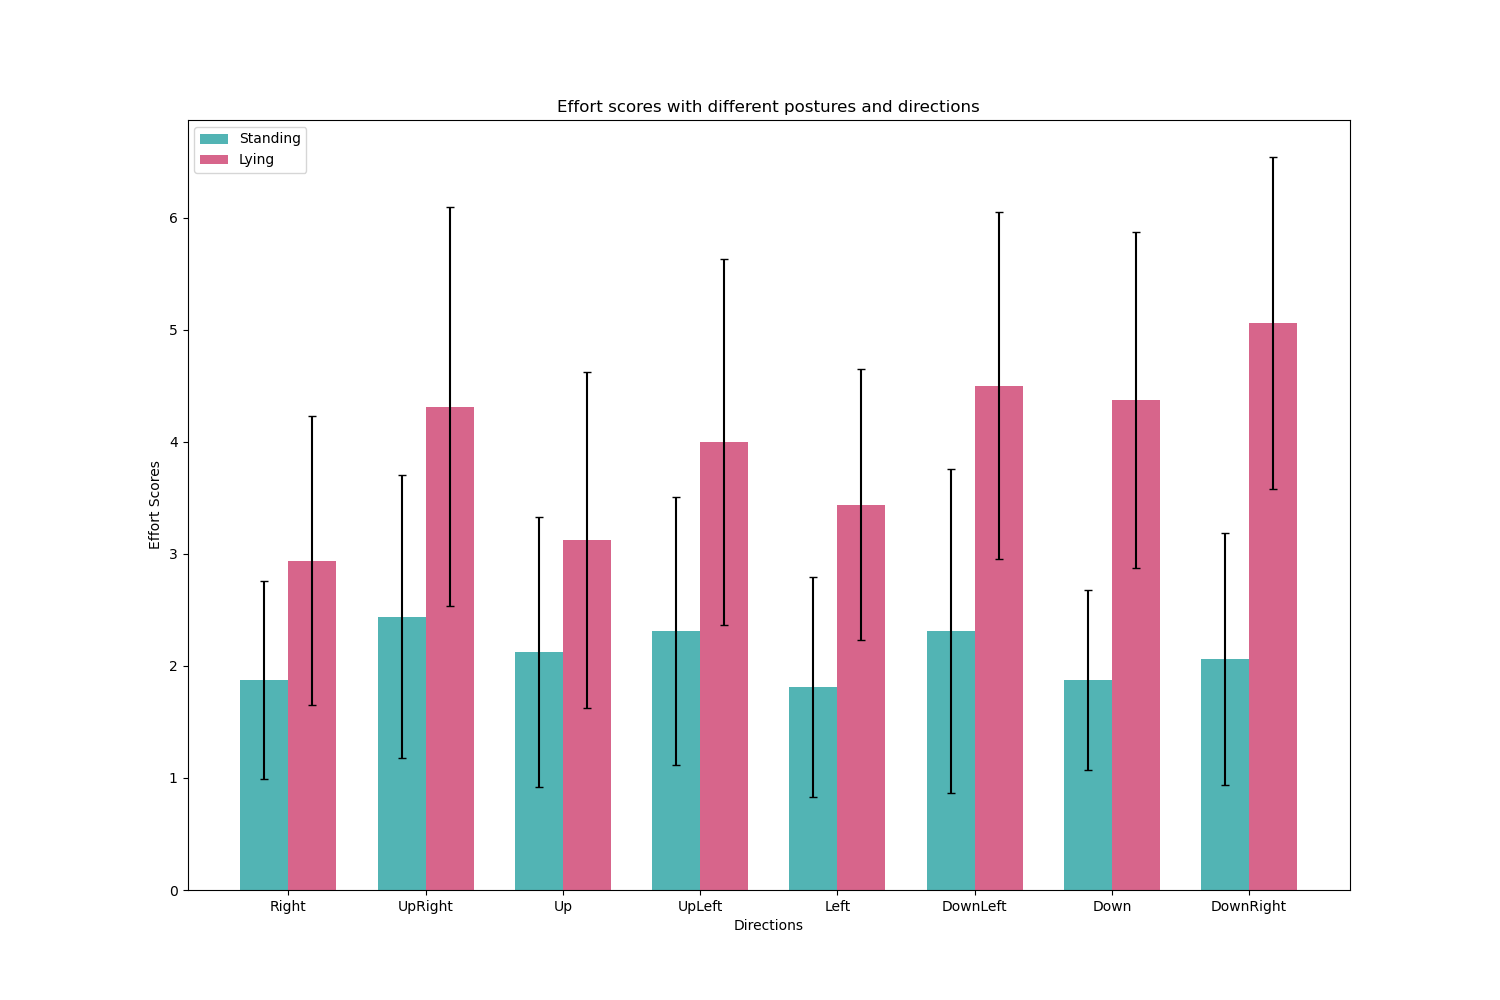 Effort scores with different postures and directions
Standing
Lying
Effort Scores
6
5
4
3
2
1
0
Right UpRight Up UpLeft Left DownLeft Down DownRight
Directions